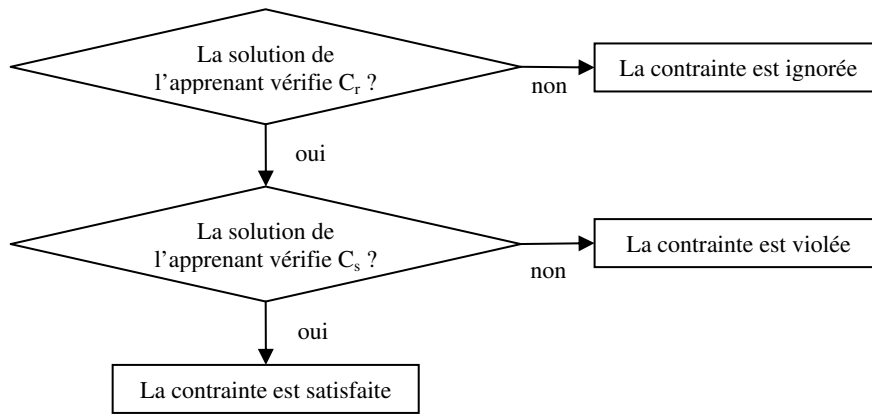 La solution de
l'apprenant vérifie Cr ?
non
La contrainte est ignorée
oui
La solution de
l'apprenant vérifie Cs ?
non
La contrainte est violée
oui
La contrainte est satisfaite